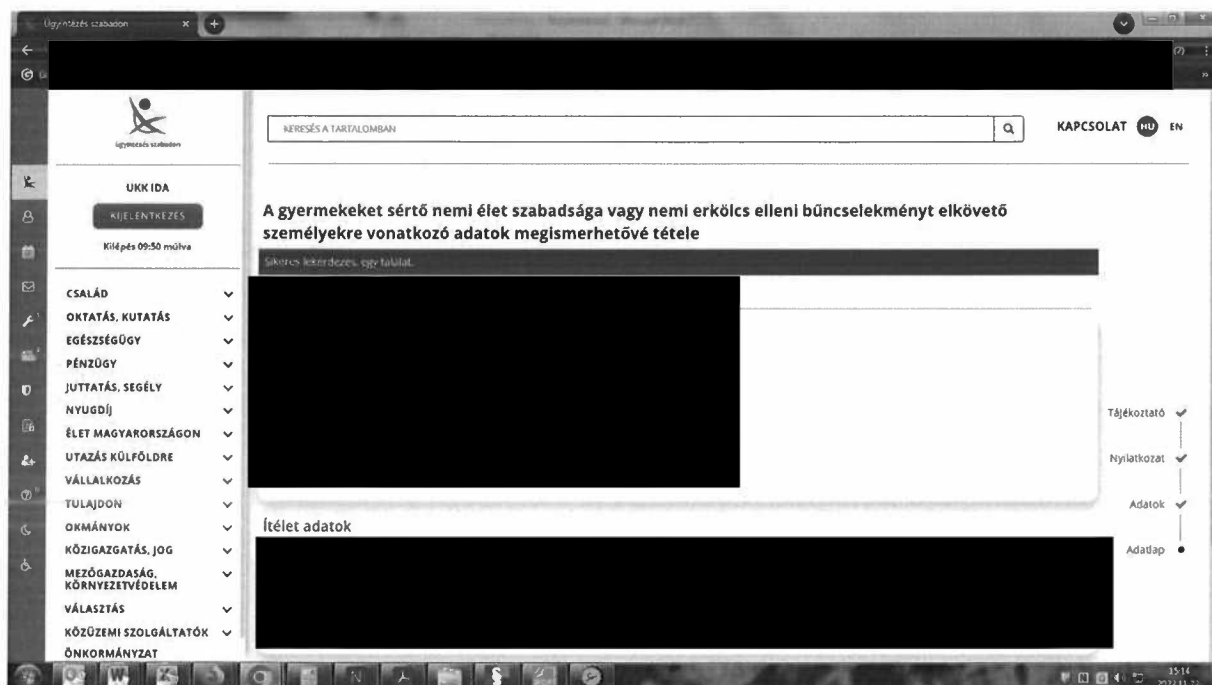 Ügyintézés szabadon
KERESÉS A TARTALOMBAN
KAPCSOLAT HU EN
ügyintézés szabadon
UKK IDA
KIJELENTKEZÉS
Kilépés 09:50 múlva
A gyermekeket sértő nemi élet szabadsága vagy nemi erkölcs elleni bűncselekményt elkövető
személyekre vonatkozó adatok megismerhetővé tétele
Sikeres lekérdezés, egy találat.
CSALÁD
OKTATÁS, KUTATÁS
EGÉSZSÉGÜGY
PÉNZÜGY
JUTTATÁS, SEGÉLY
NYUGDÍJ
ÉLET MAGYARORSZÁGON
UTAZÁS KÜLFÖLDRE
VÁLLALKOZÁS
TULAJDON
OKMÁNYOK
KÖZIGAZGATÁS, JOG
MEZŐGAZDASÁG,
KÖRNYEZETVÉDELEM
VÁLASZTÁS
KÖZÜZEMI SZOLGÁLTATÓK
ÖNKORMÁNYZAT
Tájékoztató
Nyilatkozat
Adatok
Adatlap
Ítélet adatok
15:14